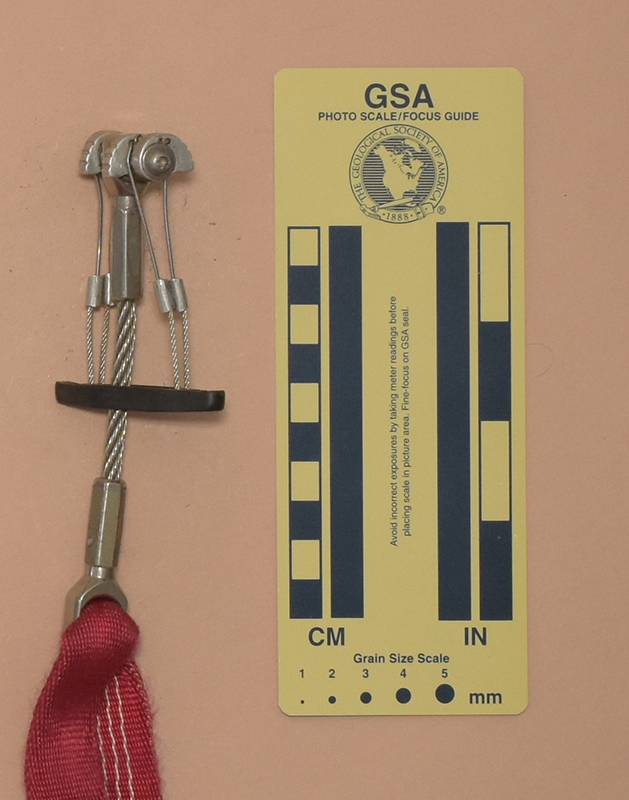 GSA
PHOTO SCALE/FOCUS GUIDE
THE GEOLOGICAL SOCIETY OF AMERICA
·1888·
®
Avoid incorrect exposures by taking meter readings before
placing scale in picture area. Fine-focus on GSA seal.
CM IN
Grain Size Scale
1 2 3 4 5
mm